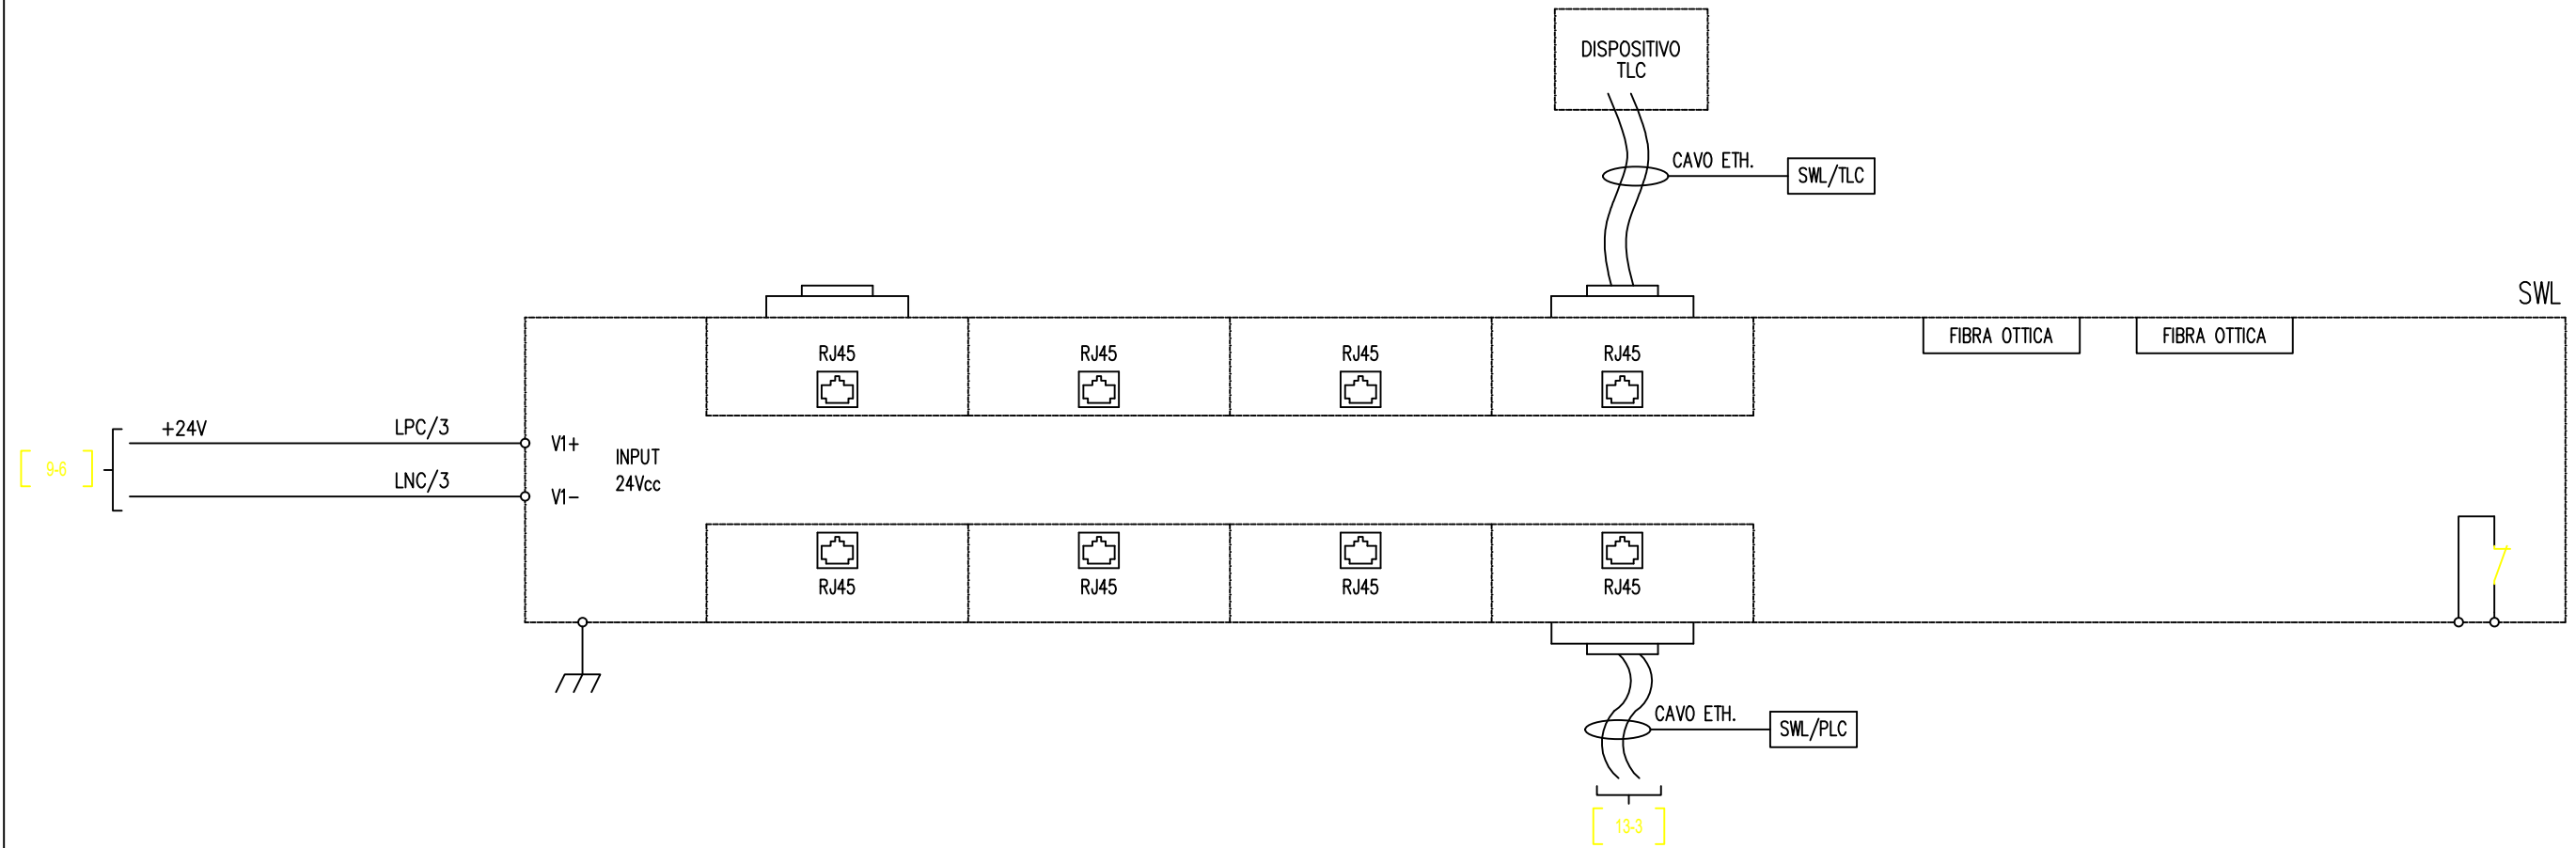 DISPOSITIVO
TLC
CAVO ETH.
SWL/TLC
SWL
FIBRA OTTICA
FIBRA OTTICA
RJ45
RJ45
RJ45
RJ45
+24V
LPC/3
V1+
INPUT
24Vcc
9-6
LNC/3
V1-
RJ45
RJ45
RJ45
RJ45
CAVO ETH.
SWL/PLC
13-3